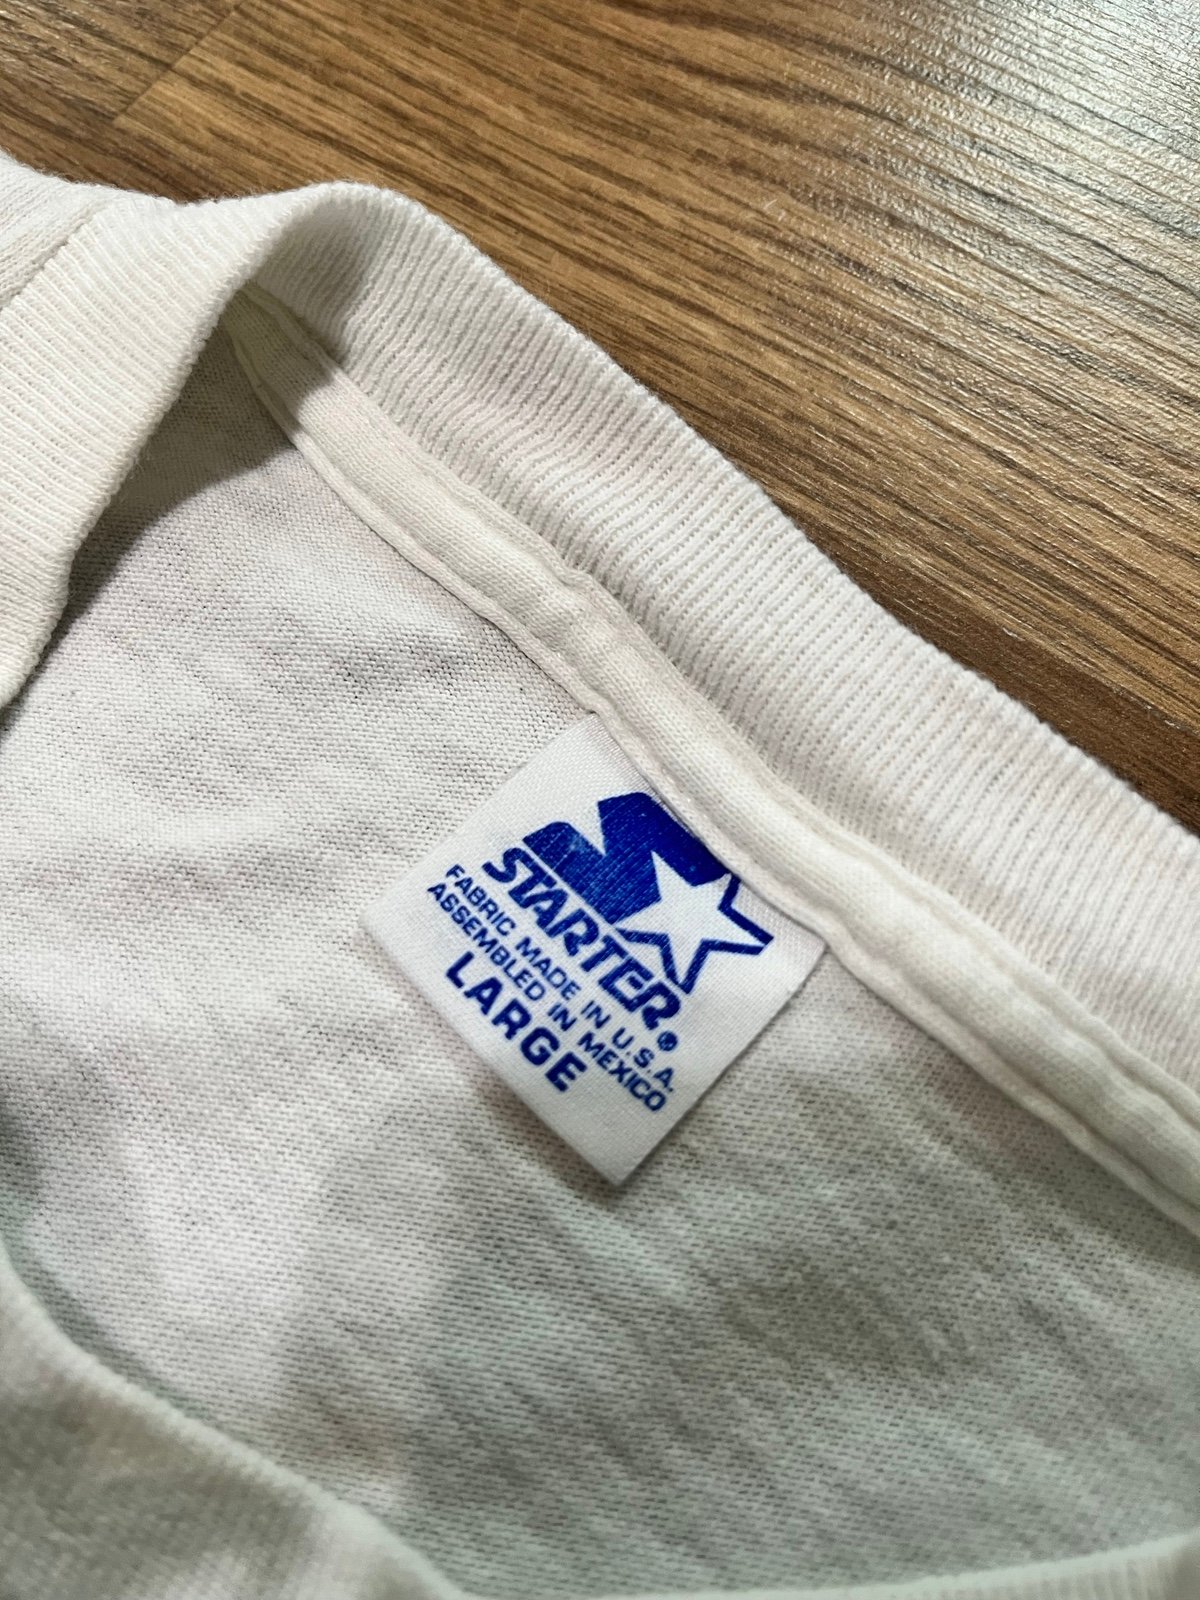 STARTER®
FABRIC MADE IN U.S.A.
ASSEMBLED IN MEXICO
LARGE